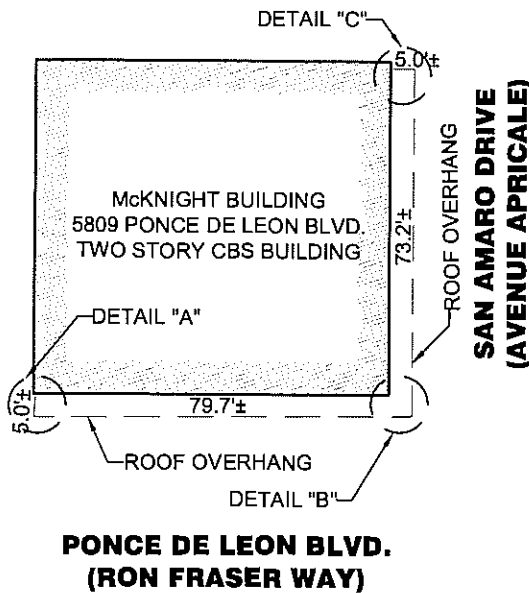 DETAIL "C"
5.0'±
SAN AMARO DRIVE
(AVENUE APRICALE)
ROOF OVERHANG
73.2'±
McKNIGHT BUILDING
5809 PONCE DE LEON BLVD.
TWO STORY CBS BUILDING
DETAIL "A"
5.0'±
79.7'±
ROOF OVERHANG
DETAIL "B"
PONCE DE LEON BLVD.
(RON FRASER WAY)